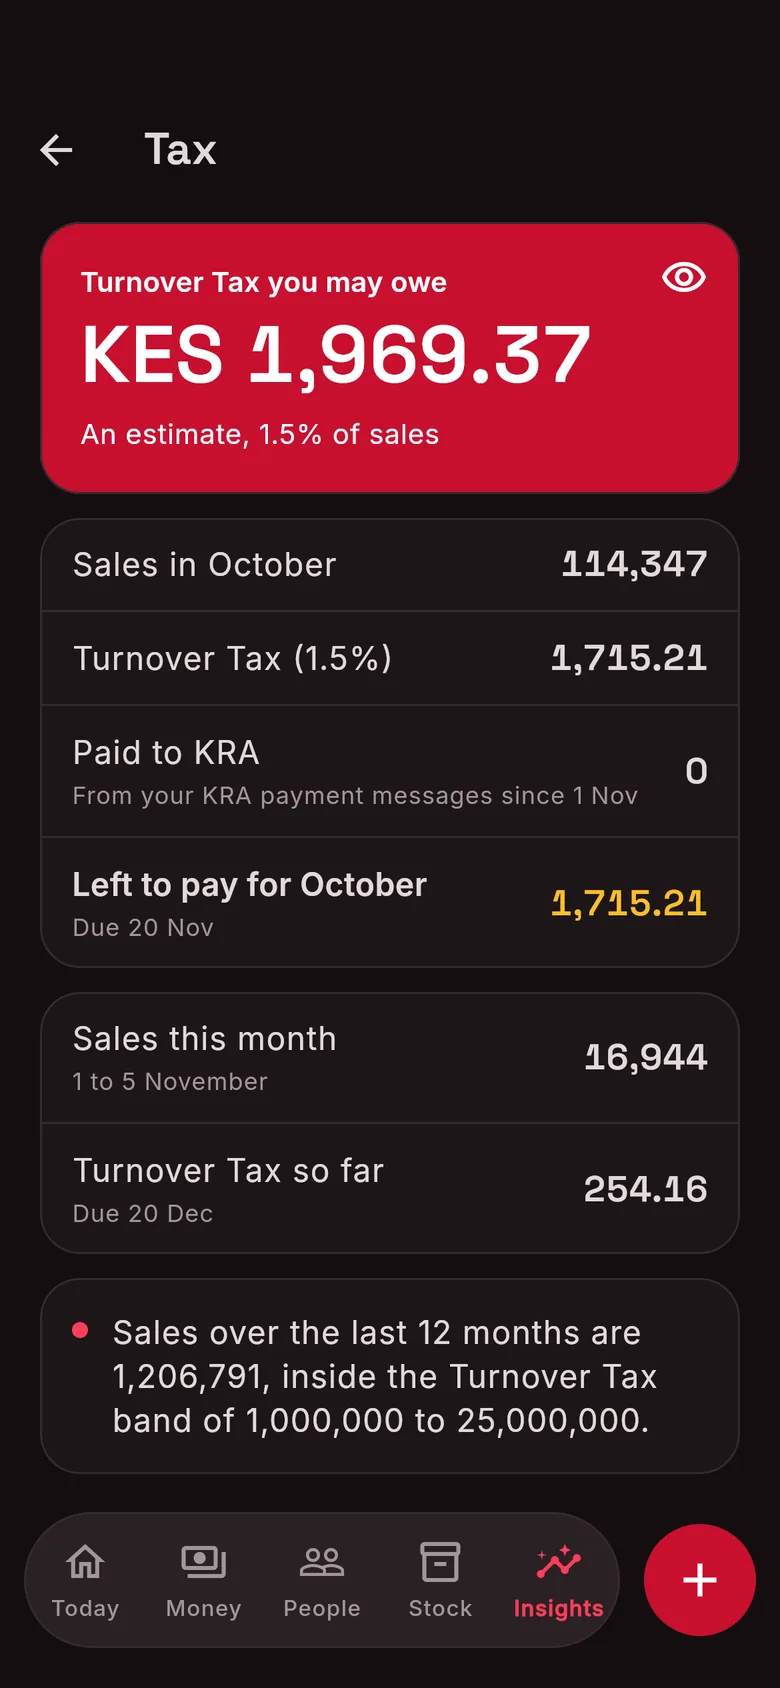 Tax
Turnover Tax you may owe
KES 1,969.37
An estimate, 1.5% of sales
Sales in October
114,347
Turnover Tax (1.5%)
1,715.21
Paid to KRA
From your KRA payment messages since 1 Nov
0
Left to pay for October
Due 20 Nov
1,715.21
Sales this month
1 to 5 November
16,944
Turnover Tax so far
Due 20 Dec
254.16
Sales over the last 12 months are
1,206,791, inside the Turnover Tax
band of 1,000,000 to 25,000,000.
Today
Money
People
Stock
Insights